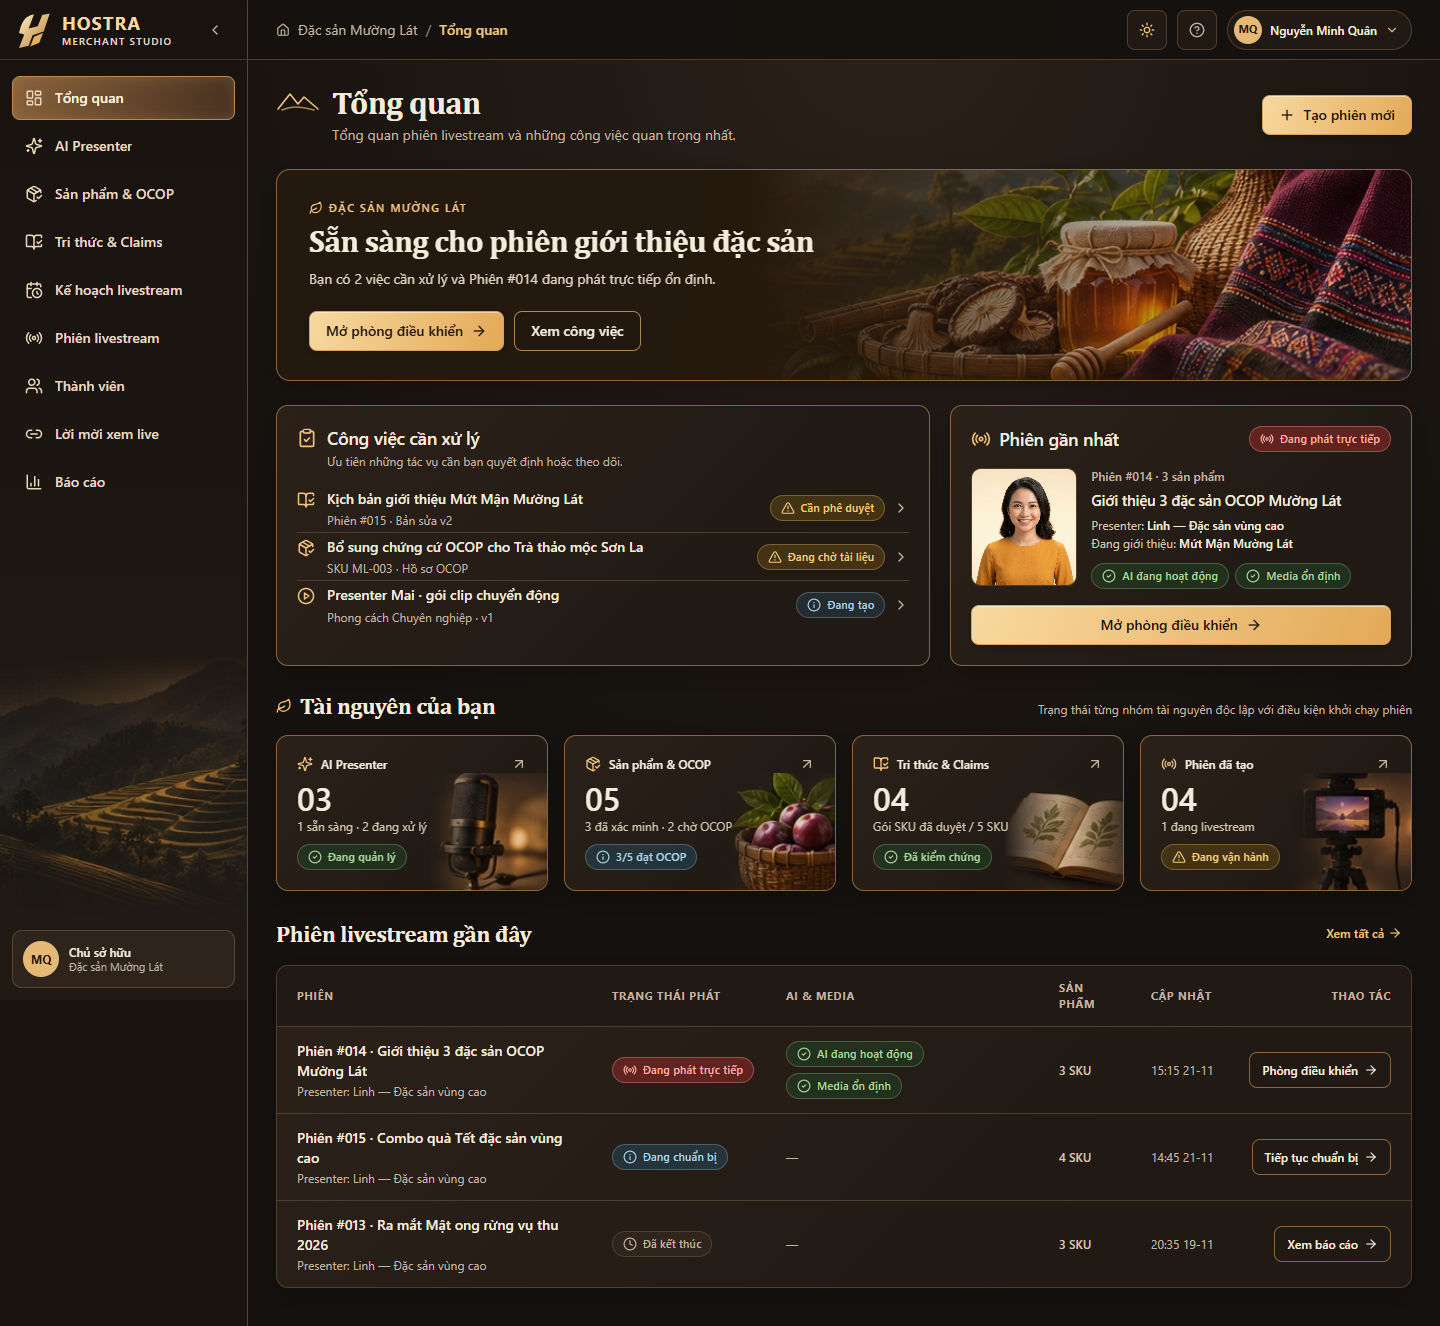 HOSTRA
MERCHANT STUDIO
Đặc sản Mường Lát / Tổng quan
MQ Nguyễn Minh Quân
Tổng quan
AI Presenter
Sản phẩm & OCOP
Tri thức & Claims
Kế hoạch livestream
Phiên livestream
Thành viên
Lời mời xem live
Báo cáo
MQ
Chủ sở hữu
Đặc sản Mường Lát
Tổng quan
Tổng quan phiên livestream và những công việc quan trọng nhất.
Tạo phiên mới
ĐẶC SẢN MƯỜNG LÁT
Sẵn sàng cho phiên giới thiệu đặc sản
Bạn có 2 việc cần xử lý và Phiên #014 đang phát trực tiếp ổn định.
Mở phòng điều khiển
Xem công việc
Công việc cần xử lý
Ưu tiên những tác vụ cần bạn quyết định hoặc theo dõi.
Kịch bản giới thiệu Mứt Mận Mường Lát
Phiên #015 · Bản sửa v2
Cần phê duyệt
Bổ sung chứng cứ OCOP cho Trà thảo mộc Sơn La
SKU ML-003 · Hồ sơ OCOP
Đang chờ tài liệu
Presenter Mai · gói clip chuyển động
Phong cách Chuyên nghiệp · v1
Đang tạo
Phiên gần nhất
Đang phát trực tiếp
Phiên #014 · 3 sản phẩm
Giới thiệu 3 đặc sản OCOP Mường Lát
Presenter: Linh — Đặc sản vùng cao
Đang giới thiệu: Mứt Mận Mường Lát
AI đang hoạt động
Media ổn định
Mở phòng điều khiển
Tài nguyên của bạn
Trạng thái từng nhóm tài nguyên độc lập với điều kiện khởi chạy phiên
AI Presenter
03
1 sẵn sàng · 2 đang xử lý
Đang quản lý
Sản phẩm & OCOP
05
3 đã xác minh · 2 chờ OCOP
3/5 đạt OCOP
Tri thức & Claims
04
Gói SKU đã duyệt / 5 SKU
Đã kiểm chứng
Phiên đã tạo
04
1 đang livestream
Đang vận hành
Phiên livestream gần đây
Xem tất cả
PHIÊN
TRẠNG THÁI PHÁT
AI & MEDIA
SẢN
PHẨM
CẬP NHẬT
THAO TÁC
Phiên #014 · Giới thiệu 3 đặc sản OCOP
Mường Lát
Presenter: Linh — Đặc sản vùng cao
Đang phát trực tiếp
AI đang hoạt động
Media ổn định
3 SKU
15:15 21-11
Phòng điều khiển
Phiên #015 · Combo quà Tết đặc sản vùng
cao
Presenter: Linh — Đặc sản vùng cao
Đang chuẩn bị
—
4 SKU
14:45 21-11
Tiếp tục chuẩn bị
Phiên #013 · Ra mắt Mật ong rừng vụ thu
2026
Presenter: Linh — Đặc sản vùng cao
Đã kết thúc
—
3 SKU
20:35 19-11
Xem báo cáo